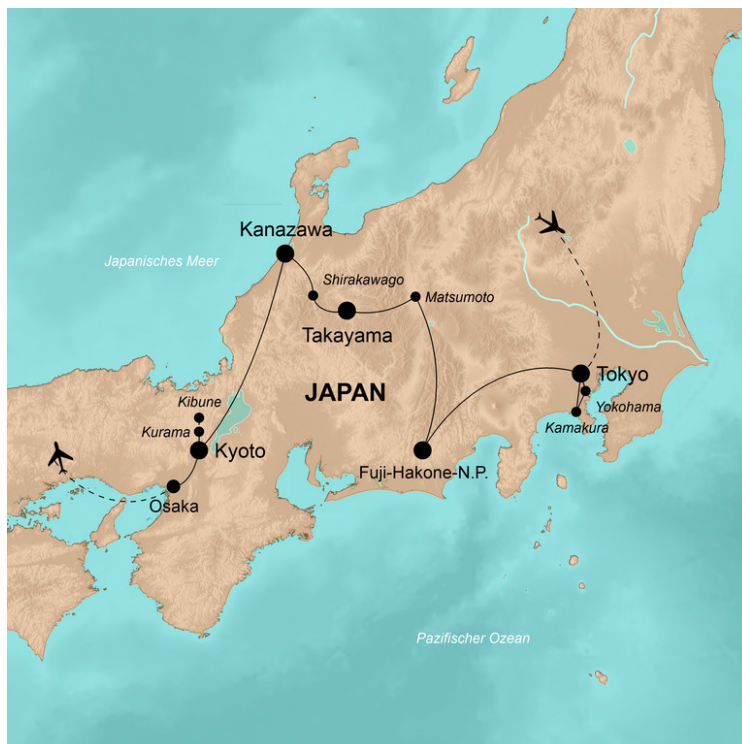 Kanazawa
Japanisches Meer
Shirakawago
Matsumoto
Takayama
Tokyo
JAPAN
Kibune
Yokohama
Kamakura
Kurama
Kyoto
Fuji-Hakone-N.P.
Osaka
Pazifischer Ozean